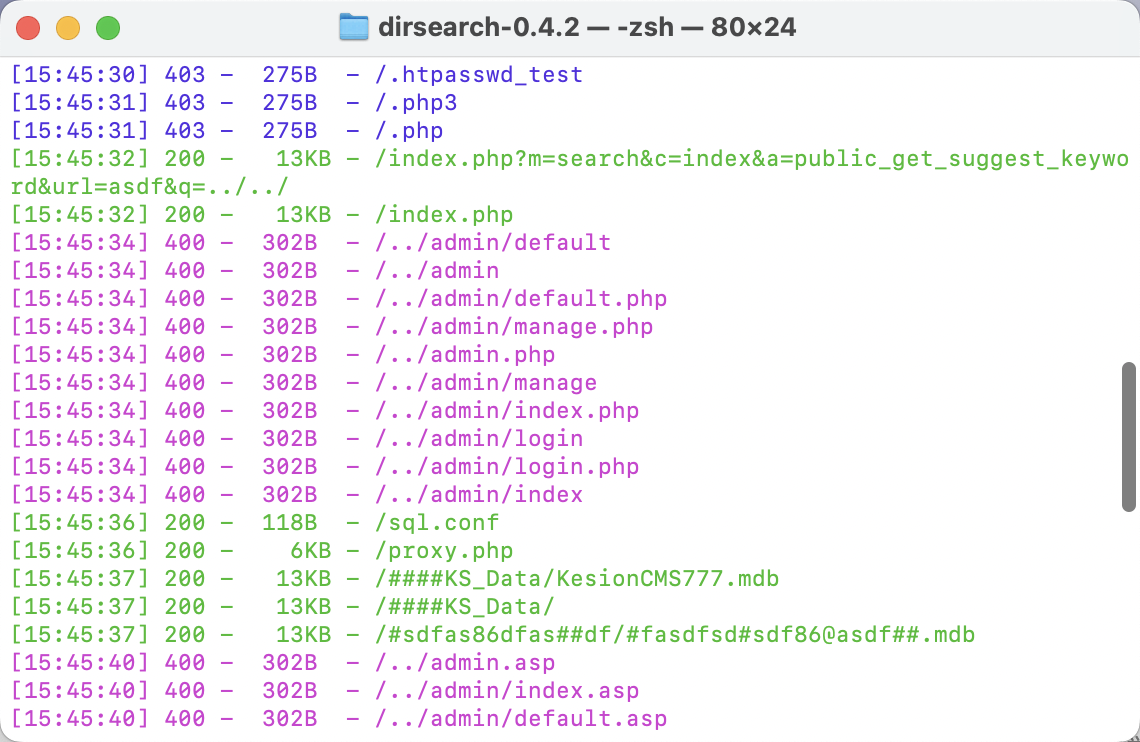 dirsearch-0.4.2 — -zsh — 80×24
[15:45:30] 403 -  275B  - /.htpasswd_test
[15:45:31] 403 -  275B  - /.php3
[15:45:31] 403 -  275B  - /.php
[15:45:32] 200 -   13KB - /index.php?m=search&c=index&a=public_get_suggest_keywo
rd&url=asdf&q=../../
[15:45:32] 200 -   13KB - /index.php
[15:45:34] 400 -  302B  - /../admin/default
[15:45:34] 400 -  302B  - /../admin
[15:45:34] 400 -  302B  - /../admin/default.php
[15:45:34] 400 -  302B  - /../admin/manage.php
[15:45:34] 400 -  302B  - /../admin.php
[15:45:34] 400 -  302B  - /../admin/manage
[15:45:34] 400 -  302B  - /../admin/index.php
[15:45:34] 400 -  302B  - /../admin/login
[15:45:34] 400 -  302B  - /../admin/login.php
[15:45:34] 400 -  302B  - /../admin/index
[15:45:36] 200 -  118B  - /sql.conf
[15:45:36] 200 -    6KB - /proxy.php
[15:45:37] 200 -   13KB - /####KS_Data/KesionCMS777.mdb
[15:45:37] 200 -   13KB - /####KS_Data/
[15:45:37] 200 -   13KB - /#sdfas86dfas##df/#fasdfsd#sdf86@asdf##.mdb
[15:45:40] 400 -  302B  - /../admin.asp
[15:45:40] 400 -  302B  - /../admin/index.asp
[15:45:40] 400 -  302B  - /../admin/default.asp